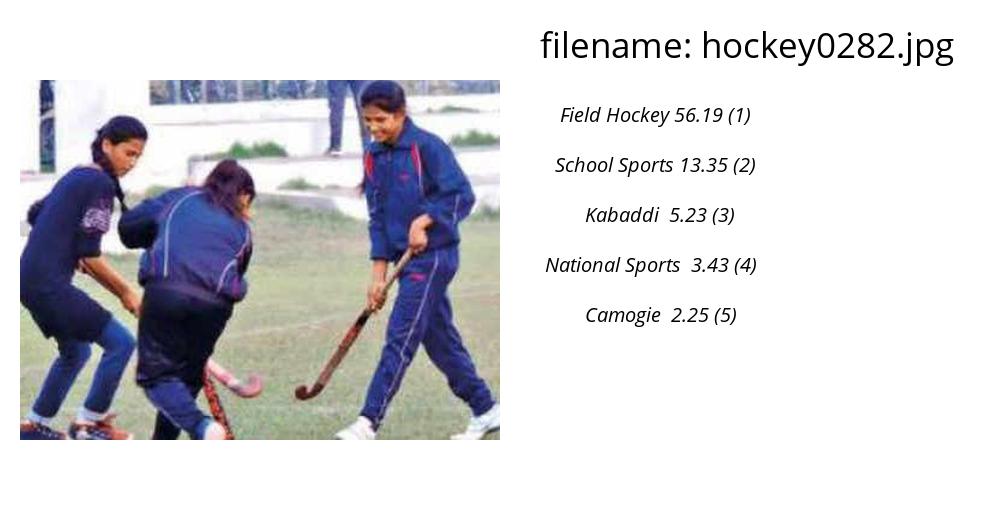 filename: hockey0282.jpg
Field Hockey 56.19 (1)
School Sports 13.35 (2)
Kabaddi 5.23 (3)
National Sports 3.43 (4)
Camogie 2.25 (5)